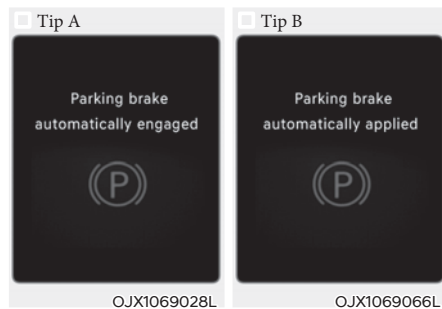 Tip A
Parking brake
automatically engaged
P
OJX1069028L
Tip B
Parking brake
automatically applied
P
OJX1069066L